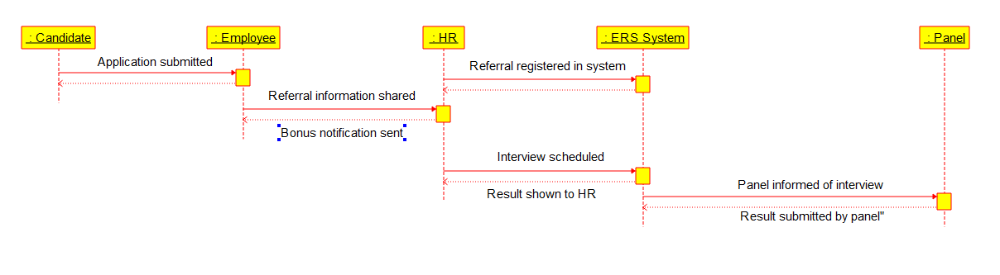 : Candidate
: Employee
: HR
: ERS System
: Panel
Application submitted
Referral registered in system
Referral information shared
Bonus notification sent
Interview scheduled
Result shown to HR
Panel informed of interview
Result submitted by panel"